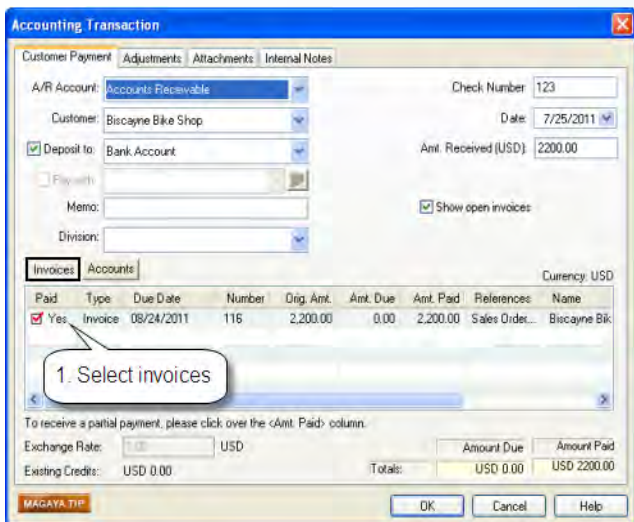 Accounting Transaction
Customer Payment Adjustments Attachments Internal Notes
A/R Account: Accounts Receivable Check Number 123
Customer: Biscayne Bike Shop Date: 7/25/2011
Deposit to: Bank Account Amt. Received (USD): 2200.00
Memo: Show open invoices
Division:
Invoices Accounts Currency: USD
Paid Type Due Date Number Orig. Amt. Amt. Due Amt. Paid References Name
Yes Invoice 08/24/2011 116 2,200.00 0.00 2,200.00 Sales Order... Biscayne Bik
1. Select invoices
To receive a partial payment, please click over the <Amt. Paid> column.
Exchange Rate: 1.00 USD Amount Due Amount Paid
Existing Credits: USD 0.00 Totals: USD 0.00 USD 2200.00
MAGAYA TIP OK Cancel Help